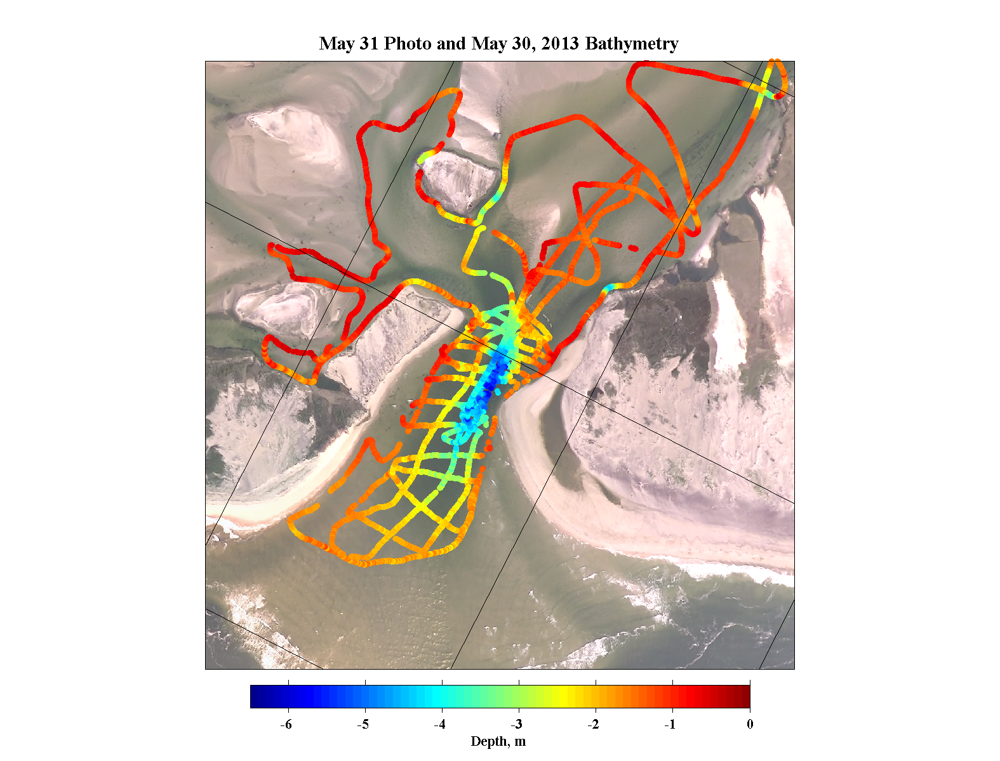 May 31 Photo and May 30, 2013 Bathymetry
-6 -5 -4 -3 -2 -1 0
Depth, m